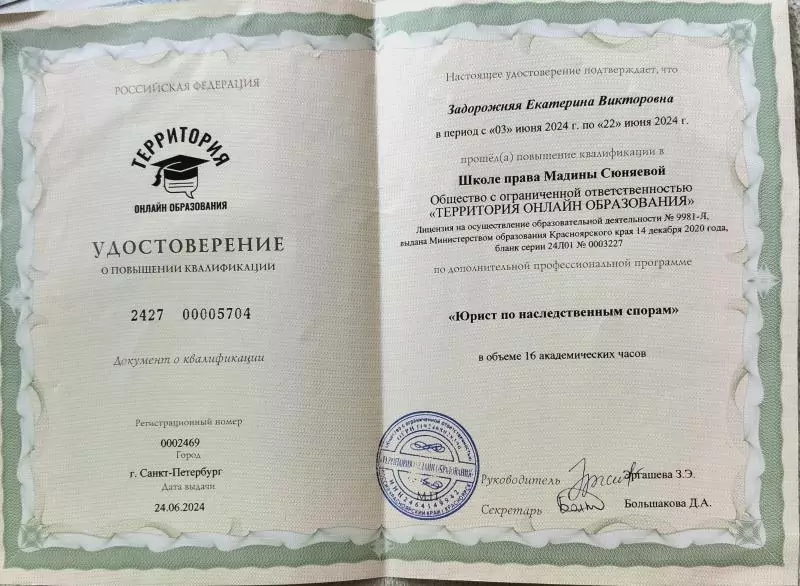 РОССИЙСКАЯ ФЕДЕРАЦИЯ
ТЕРРИТОРИЯ
ОНЛАЙН ОБРАЗОВАНИЯ
УДОСТОВЕРЕНИЕ
О ПОВЫШЕНИИ КВАЛИФИКАЦИИ
2427 00005704
Документ о квалификации
Регистрационный номер
0002469
Город
г. Санкт-Петербург
Дата выдачи
24.06.2024
Настоящее удостоверение подтверждает, что
Задорожняя Екатерина Викторовна
в период с «03» июня 2024 г. по «22» июня 2024 г.
прошёл(а) повышение квалификации в
Школе права Мадины Сюняевой
Общество с ограниченной ответственностью
«ТЕРРИТОРИЯ ОНЛАЙН ОБРАЗОВАНИЯ»
Лицензия на осуществление образовательной деятельности № 9981-Л,
выдана Министерством образования Красноярского края 14 декабря 2020 года,
бланк серии 24Л01 № 0003227
по дополнительной профессиональной программе
«Юрист по наследственным спорам»
в объеме 16 академических часов
М.П.
Руководитель Эргашева З.Э.
Секретарь Большакова Д.А.